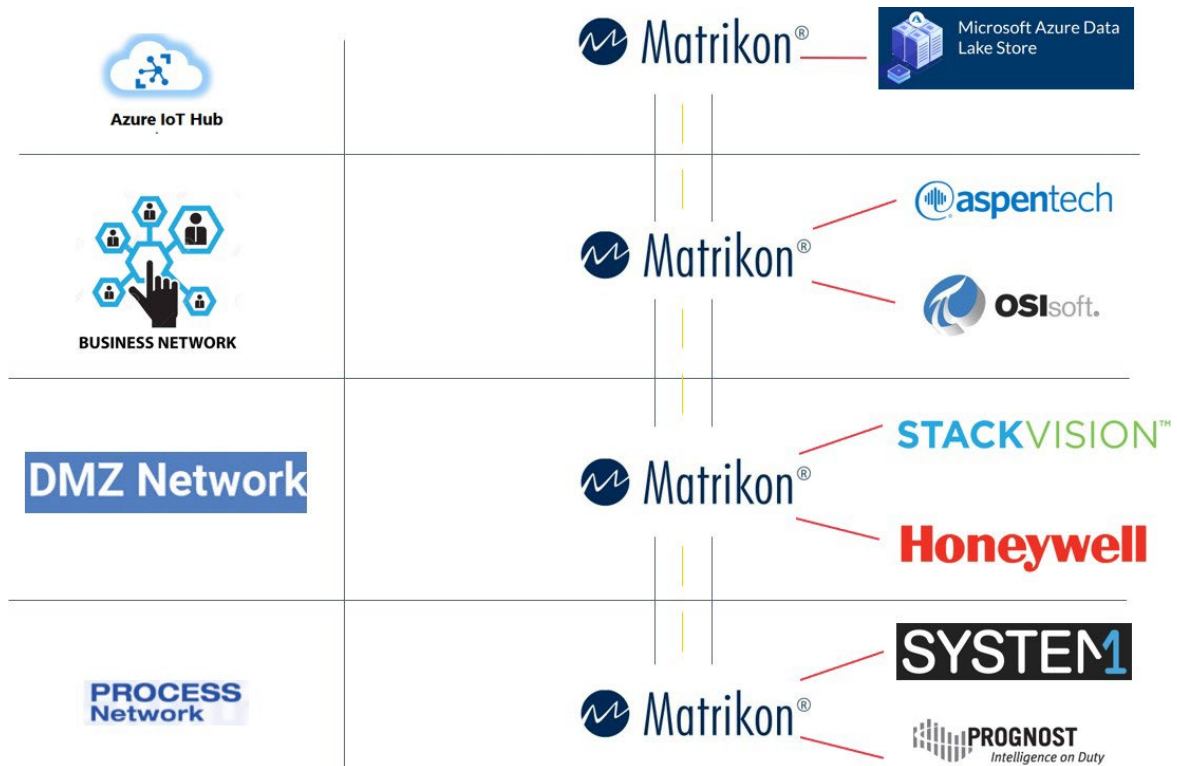 Azure IoT Hub
Matrikon®
Microsoft Azure Data
Lake Store
BUSINESS NETWORK
Matrikon®
aspentech
OSIsoft.
DMZ Network
Matrikon®
STACKVISION™
Honeywell
PROCESS
Network
Matrikon®
SYSTEM1
PROGNOST
Intelligence on Duty